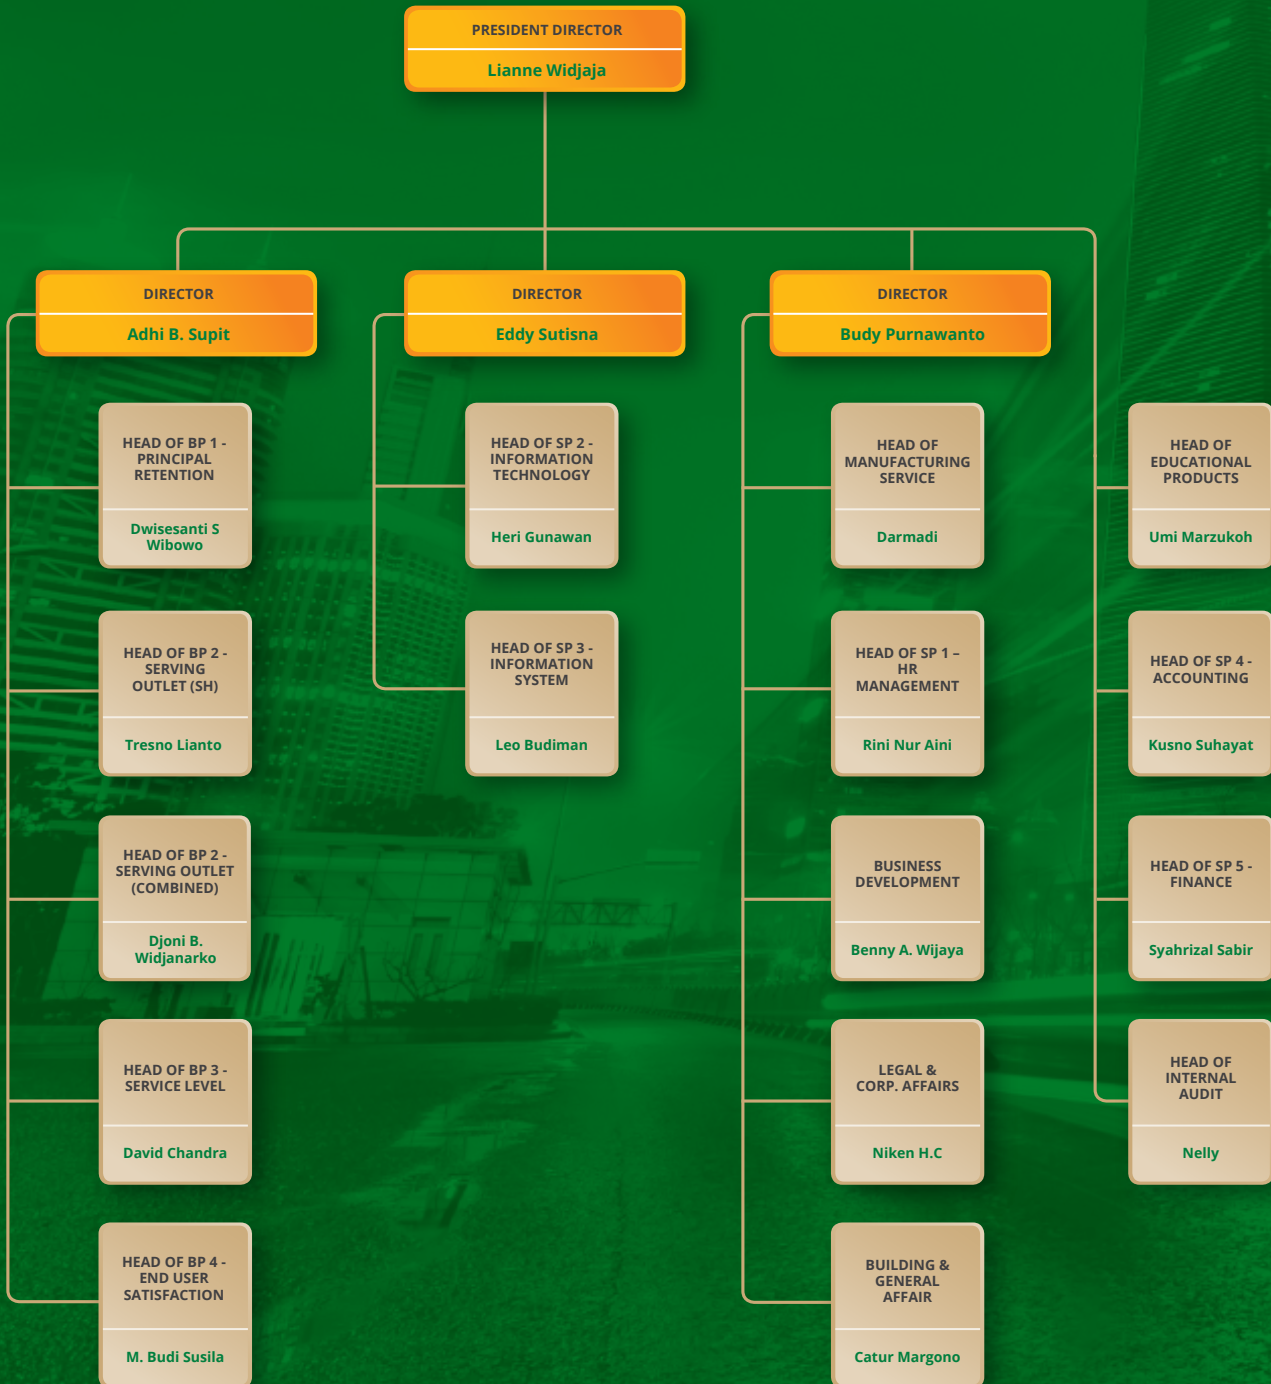 PRESIDENT DIRECTOR
Lianne Widjaja
DIRECTOR
Adhi B. Supit
DIRECTOR
Eddy Sutisna
DIRECTOR
Budy Purnawanto
HEAD OF BP 1 -
PRINCIPAL
RETENTION
Dwisesanti S
Wibowo
HEAD OF SP 2 -
INFORMATION
TECHNOLOGY
Heri Gunawan
HEAD OF
MANUFACTURING
SERVICE
Darmadi
HEAD OF
EDUCATIONAL
PRODUCTS
Umi Marzukoh
HEAD OF BP 2 -
SERVING
OUTLET (SH)
Tresno Lianto
HEAD OF SP 3 -
INFORMATION
SYSTEM
Leo Budiman
HEAD OF SP 1 –
HR
MANAGEMENT
Rini Nur Aini
HEAD OF SP 4 -
ACCOUNTING
Kusno Suhayat
HEAD OF BP 2 -
SERVING OUTLET
(COMBINED)
Djoni B.
Widjanarko
BUSINESS
DEVELOPMENT
Benny A. Wijaya
HEAD OF SP 5 -
FINANCE
Syahrizal Sabir
HEAD OF BP 3 -
SERVICE LEVEL
David Chandra
LEGAL &
CORP. AFFAIRS
Niken H.C
HEAD OF
INTERNAL
AUDIT
Nelly
HEAD OF BP 4 -
END USER
SATISFACTION
M. Budi Susila
BUILDING &
GENERAL
AFFAIR
Catur Margono